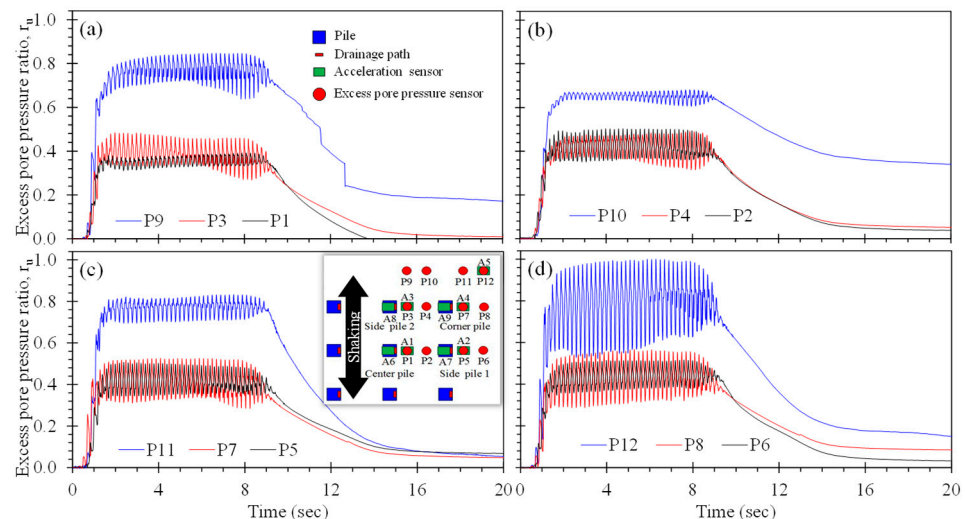 Excess pore pressure ratio, ru
1.0
0.8
0.6
0.4
0.2
0.0
(a)
Pile
Drainage path
Acceleration sensor
Excess pore pressure sensor
P9 P3 P1
(b)
P10 P4 P2
Excess pore pressure ratio, ru
1.0
0.8
0.6
0.4
0.2
0.0
(c)
P11 P7 P5
0 4 8 12 16 20
Time (sec)
Shaking
A5
P9 P10 P11 P12
A3 A4
A8 P3 P4 A9 P7 P8
Side pile 2 Corner pile
A1 A2
A6 P1 P2 A7 P5 P6
Center pile Side pile 1
(d)
P12 P8 P6
4 8 12 16 20
Time (sec)